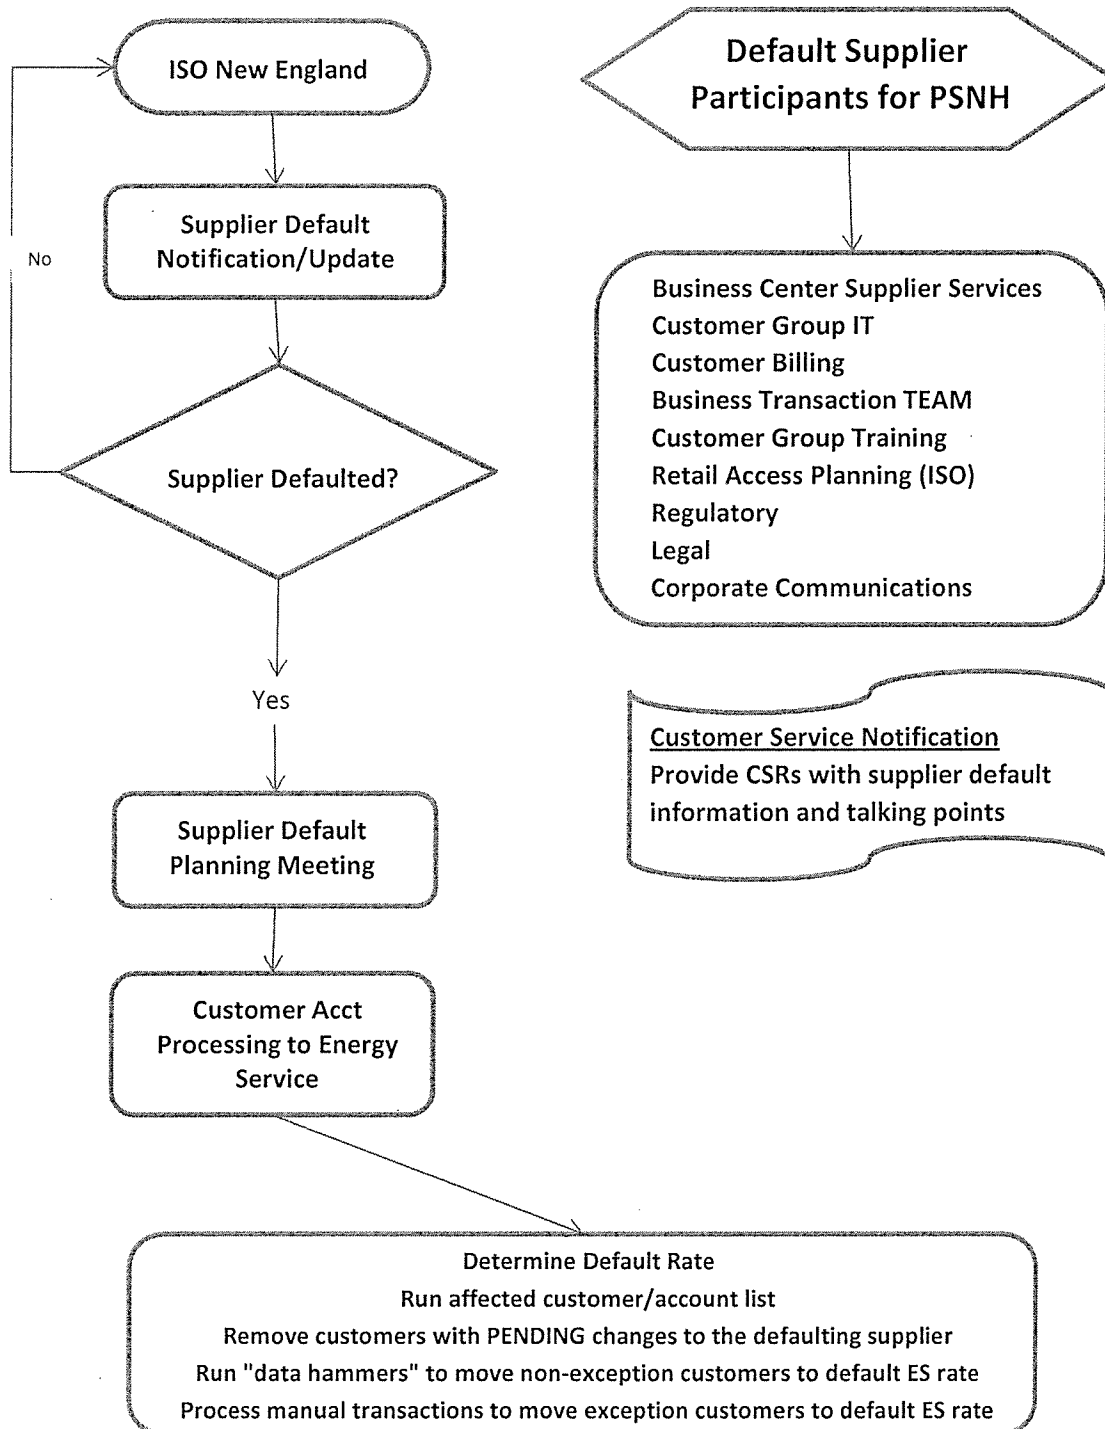 ISO New England
Supplier Default
Notification/Update
No
Supplier Defaulted?
Yes
Supplier Default
Planning Meeting
Customer Acct
Processing to Energy
Service
Default Supplier
Participants for PSNH
Business Center Supplier Services
Customer Group IT
Customer Billing
Business Transaction TEAM
Customer Group Training
Retail Access Planning (ISO)
Regulatory
Legal
Corporate Communications
Customer Service Notification
Provide CSRs with supplier default
information and talking points
Determine Default Rate
Run affected customer/account list
Remove customers with PENDING changes to the defaulting supplier
Run "data hammers" to move non-exception customers to default ES rate
Process manual transactions to move exception customers to default ES rate